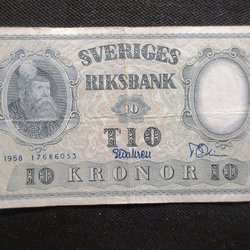 SVERIGES
RIKSBANK
10
TIO
1958 17686053
10 KRONOR 10